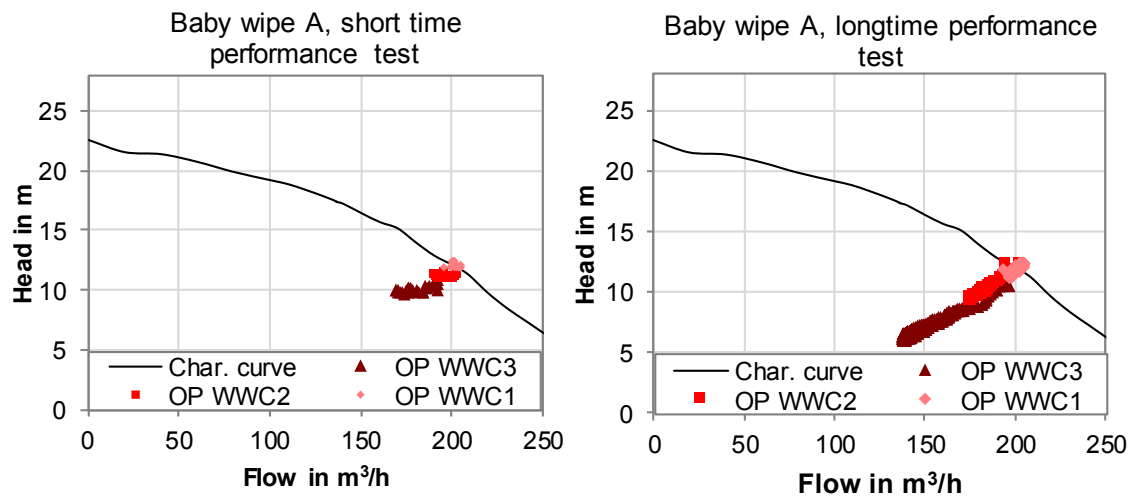 Baby wipe A, short time
performance test
25
20
15
10
5
0
Head in m
Char. curve
OP WWC3
OP WWC2
OP WWC1
0 50 100 150 200 250
Flow in m³/h
Baby wipe A, longtime performance
test
25
20
15
10
5
0
Head in m
Char. curve
OP WWC3
OP WWC2
OP WWC1
0 50 100 150 200 250
Flow in m³/h